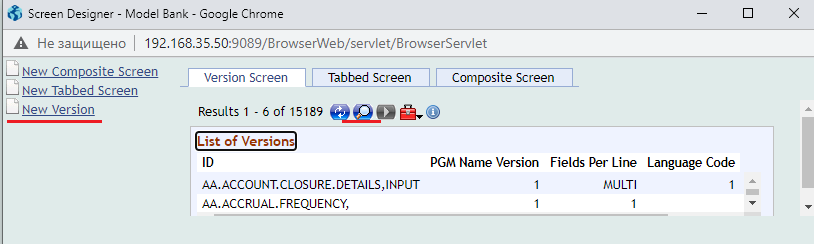 Screen Designer - Model Bank - Google Chrome
Не защищено 192.168.35.50:9089/BrowserWeb/servlet/BrowserServlet
New Composite Screen
New Tabbed Screen
New Version
Version Screen Tabbed Screen Composite Screen
Results 1 - 6 of 15189
List of Versions
ID PGM Name Version Fields Per Line Language Code
AA.ACCOUNT.CLOSURE.DETAILS,INPUT 1 MULTI 1
AA.ACCRUAL.FREQUENCY, 1 1